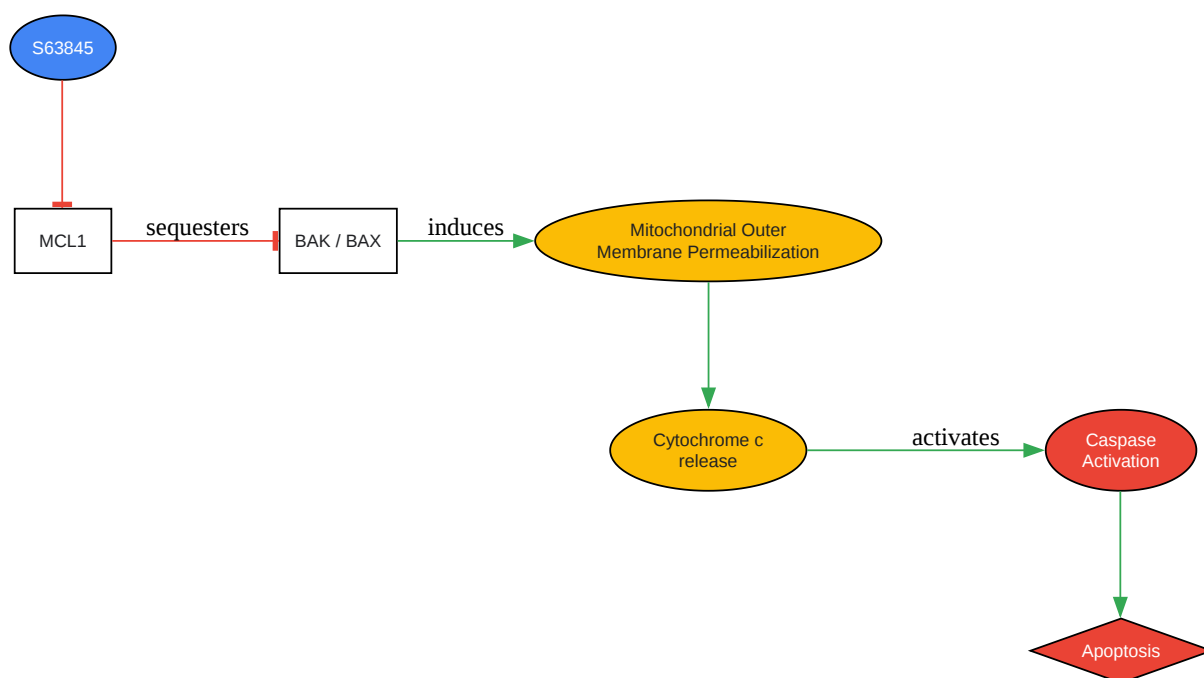 S63845
MCL1
sequesters
BAK / BAX
induces
Mitochondrial Outer
Membrane Permeabilization
Cytochrome c
release
activates
Caspase
Activation
Apoptosis